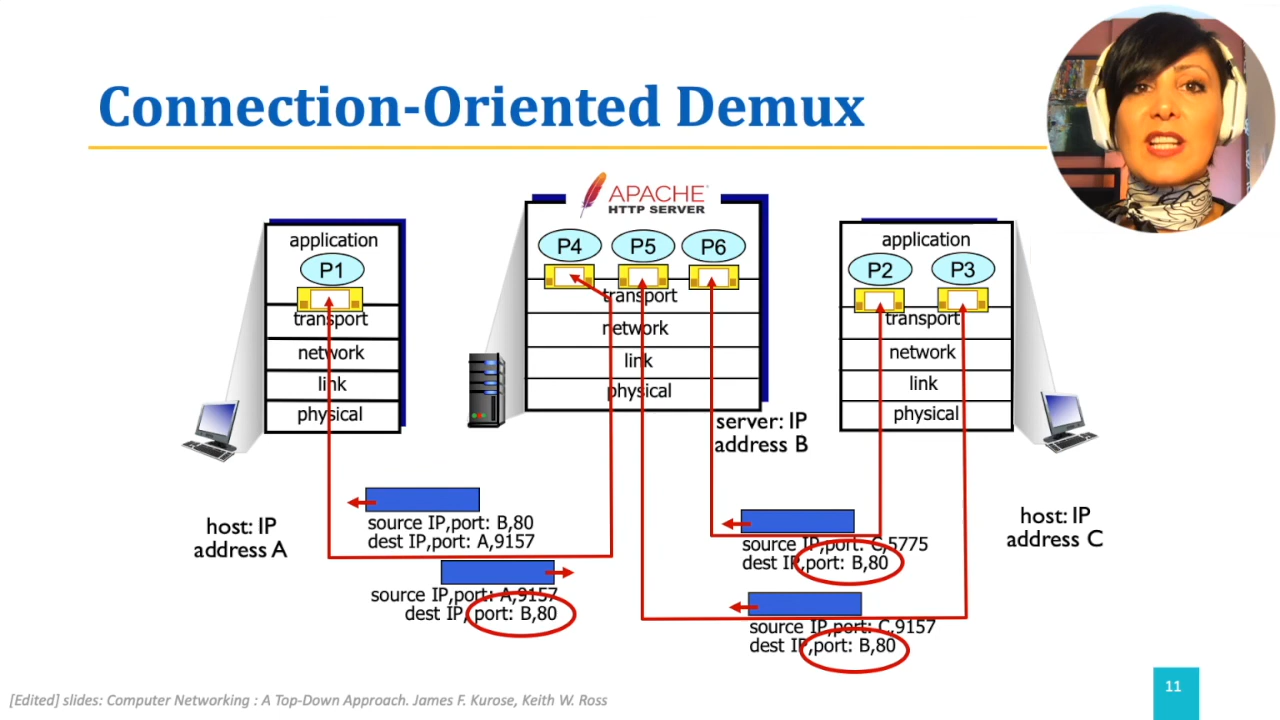 Connection-Oriented Demux
APACHE
HTTP SERVER
application
P1
transport
network
link
physical
P4 P5 P6
transport
network
link
physical
application
P2 P3
transport
network
link
physical
server: IP
address B
host: IP
address A
source IP,port: B,80
dest IP,port: A,9157
source IP,port: A,9157
dest IP, port: B,80
source IP,port: C,5775
dest IP,port: B,80
source IP,port: C,9157
dest IP,port: B,80
host: IP
address C
[Edited] slides: Computer Networking : A Top-Down Approach. James F. Kurose, Keith W. Ross
11